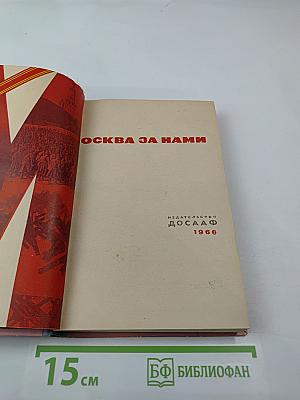 ОСКВА ЗА НАМИ
ИЗДАТЕЛЬСТВО
ДОСААФ
1966
15 см
БФ БИБЛИОФАН